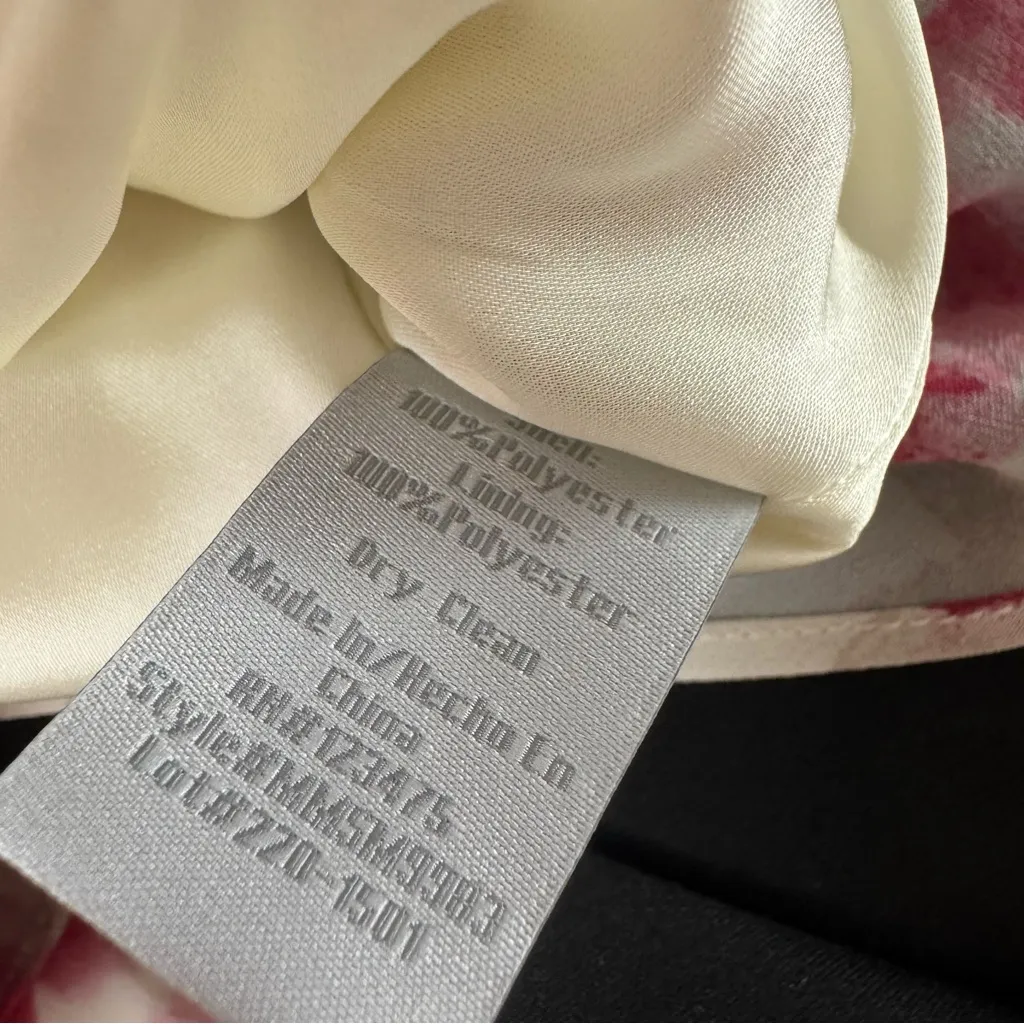 Shell:
100%Polyester
Lining:
100%Polyester
Dry Clean
Made In/Hecho En
China
RN#123475
Style#MMSM9983
Lot#220-1501